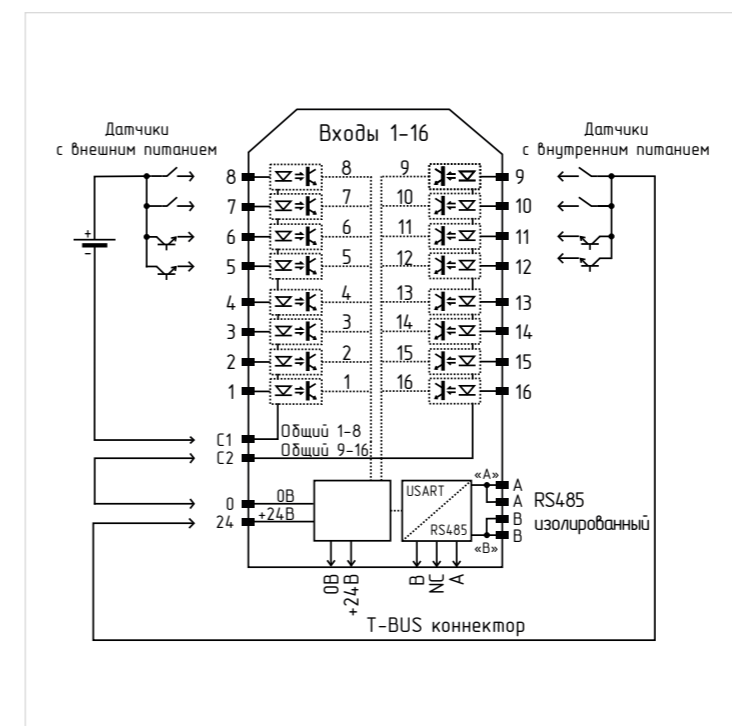 Датчики
с внешним питанием
Входы 1-16
Датчики
с внутренним питанием
8 8 9 9
7 7 10 10
6 6 11 11
5 5 12 12
4 4 13 13
3 3 14 14
2 2 15 15
1 1 16 16
+
-
C1 Общий 1-8
C2 Общий 9-16
0 0В
24 +24В
USART
RS485
«А»
А
А
В
В
«В»
RS485
изолированный
0В
+24В
В
NC
А
T-BUS коннектор